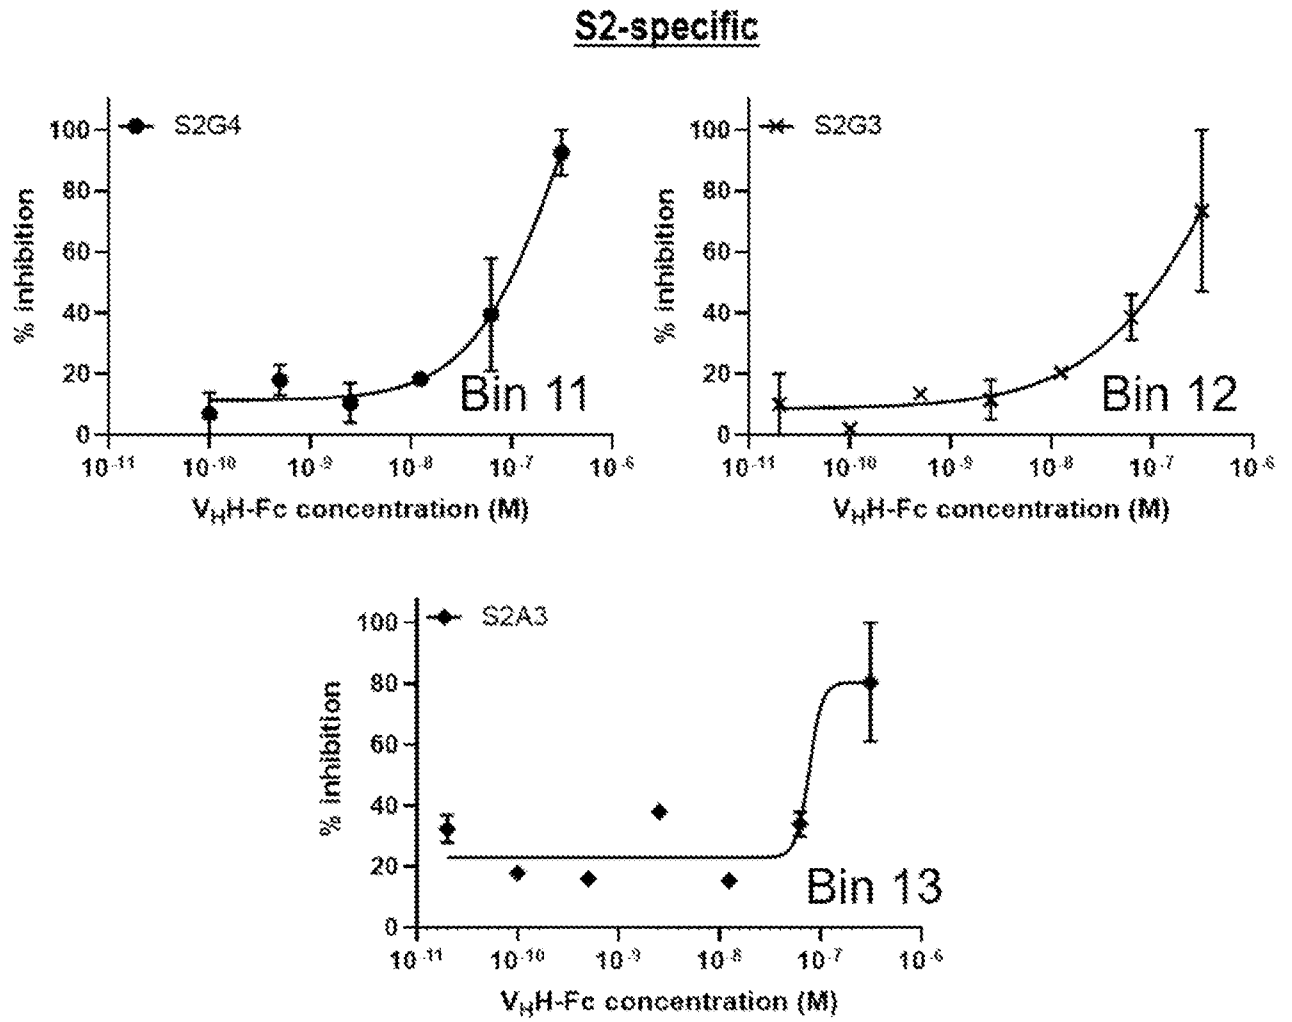 S2-specific
S2G4
100
80
60
40
20
0
% inhibition
Bin 11
10-11 10-10 10-9 10-8 10-7 10-6
VHH-Fc concentration (M)
S2G3
100
80
60
40
20
0
% inhibition
Bin 12
10-11 10-10 10-9 10-8 10-7 10-6
VHH-Fc concentration (M)
S2A3
100
80
60
40
20
0
% inhibition
Bin 13
10-11 10-10 10-9 10-8 10-7 10-6
VHH-Fc concentration (M)